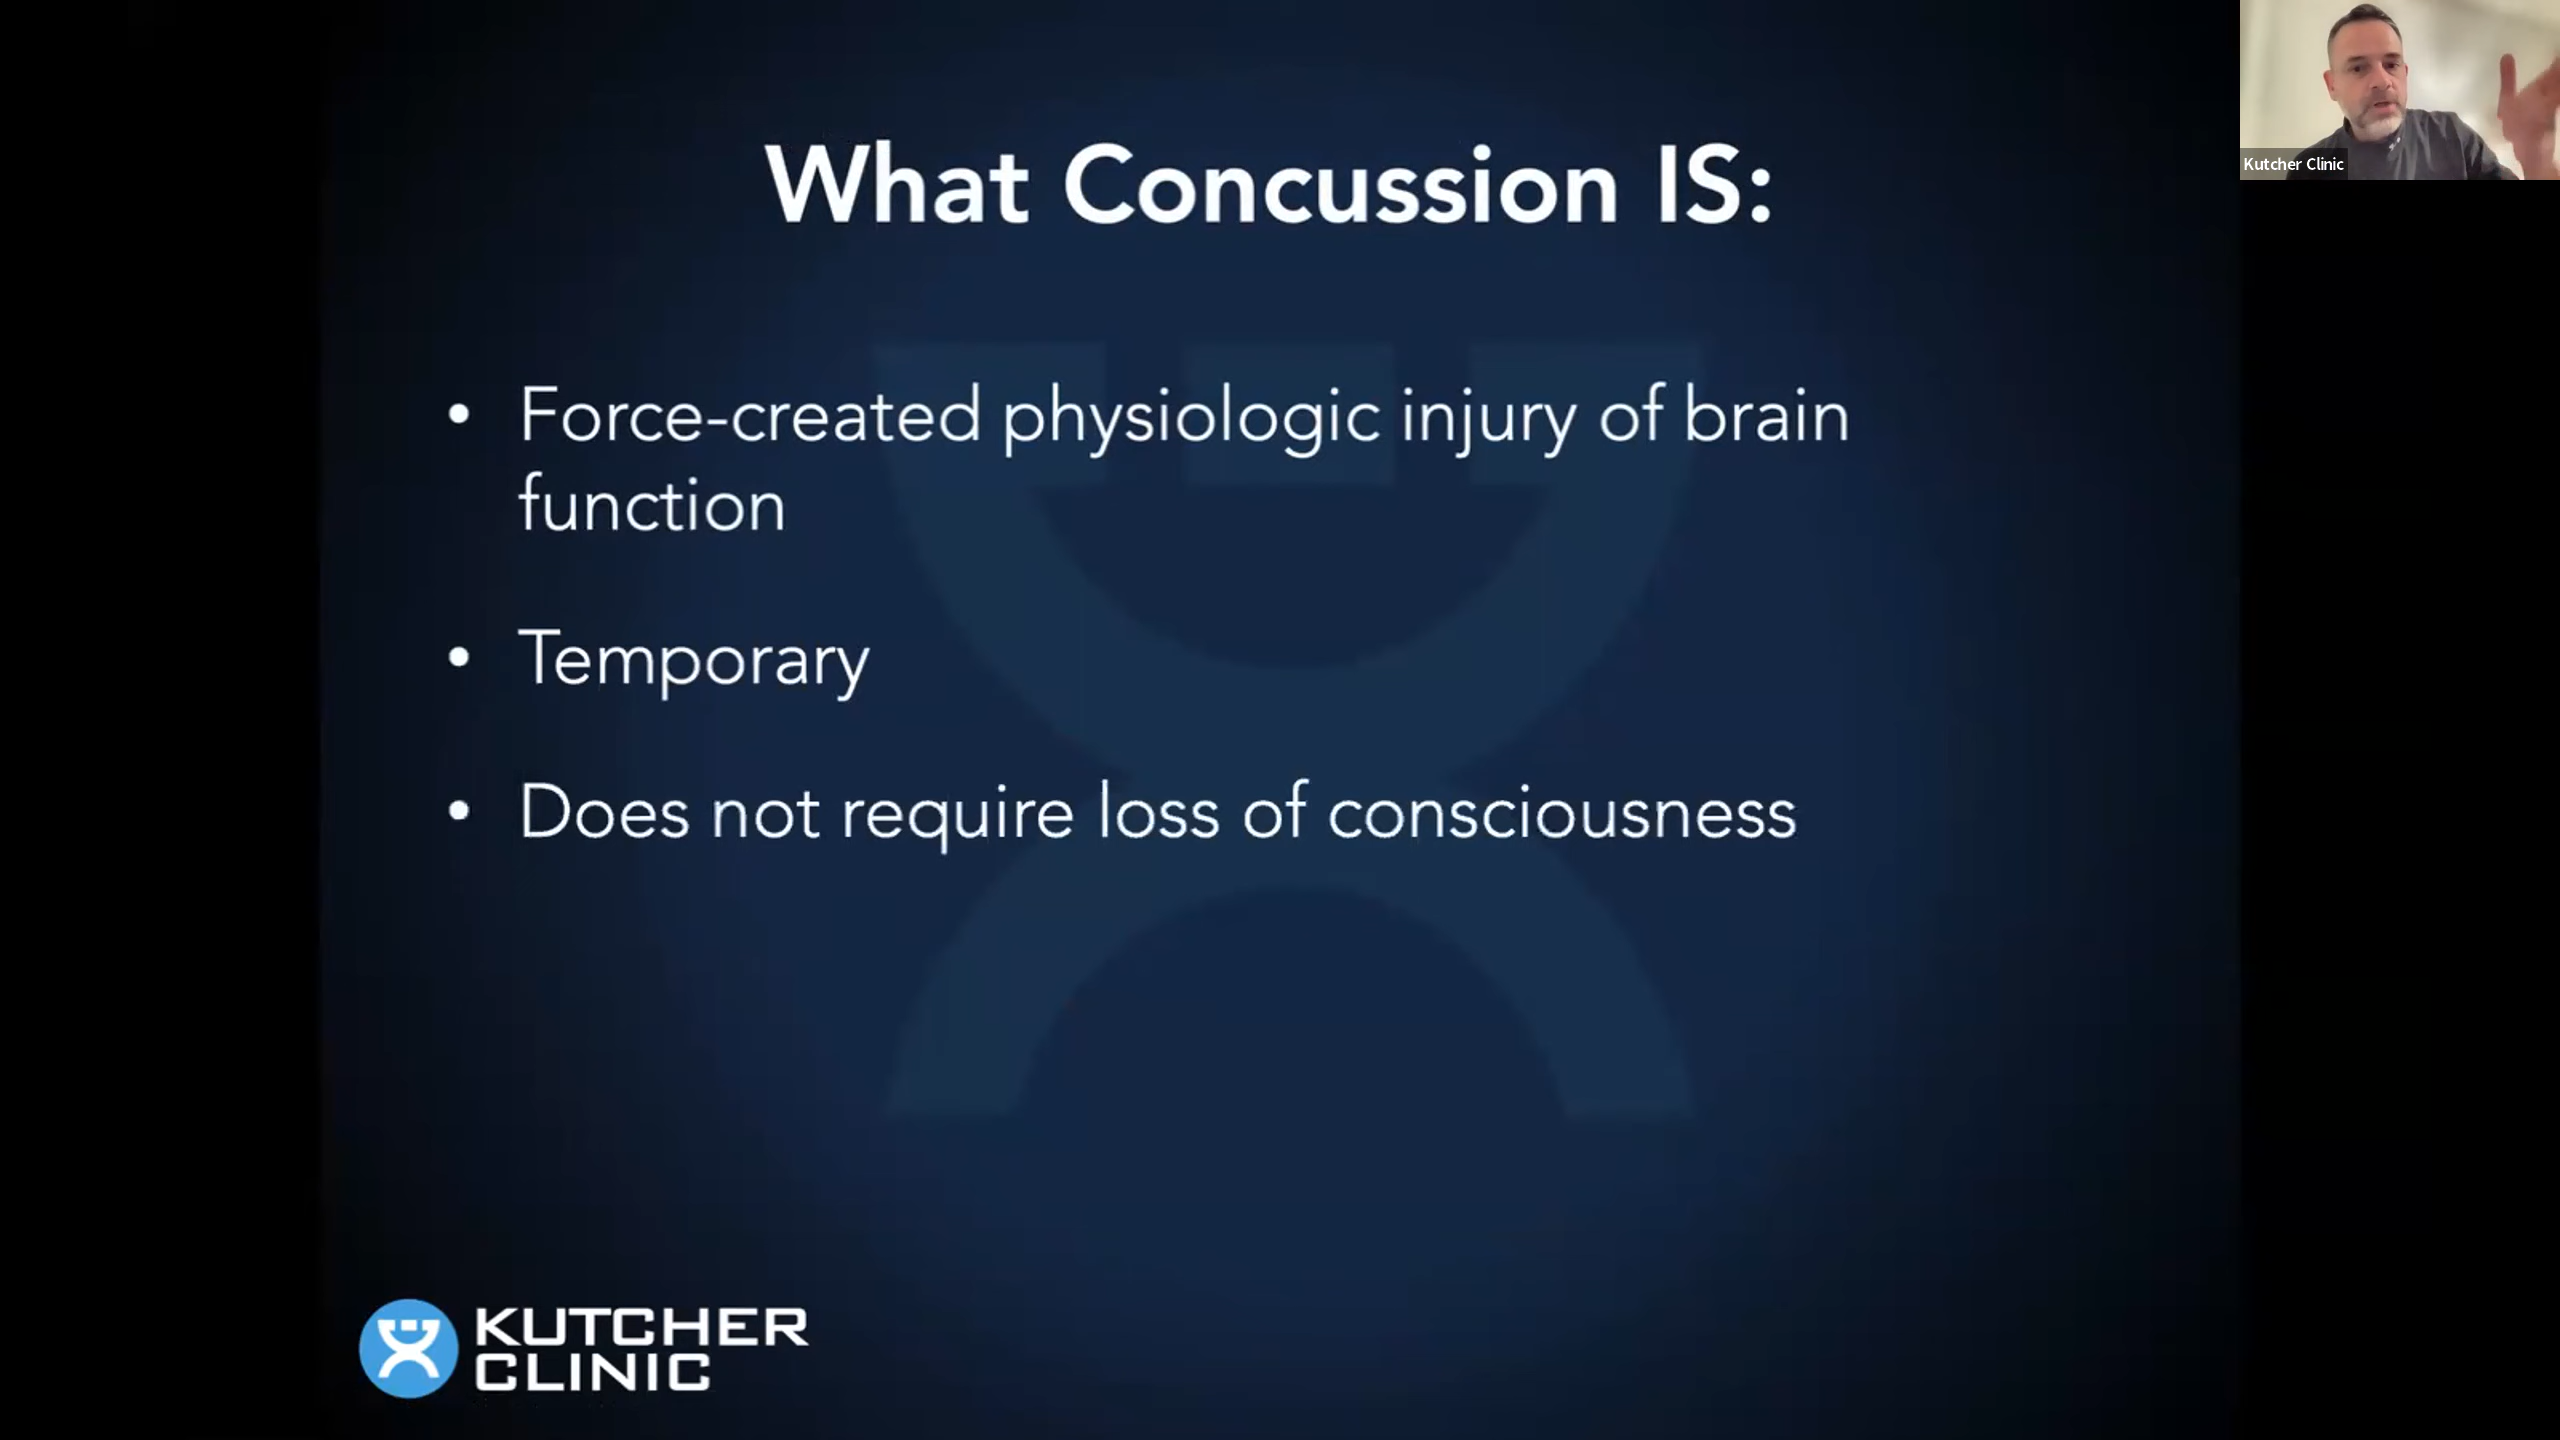 What Concussion IS:
Kutcher Clinic
• Force-created physiologic injury of brain
function
• Temporary
• Does not require loss of consciousness
KUTCHER
CLINIC